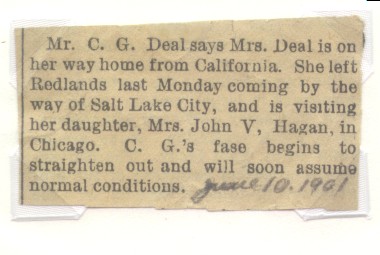 Mr. C. G. Deal says Mrs. Deal is on
her way home from California. She left
Redlands last Monday coming by the
way of Salt Lake City, and is visiting
her daughter, Mrs. John V, Hagan, in
Chicago. C. G.'s fase begins to
straighten out and will soon assume
normal conditions. June 10. 1901